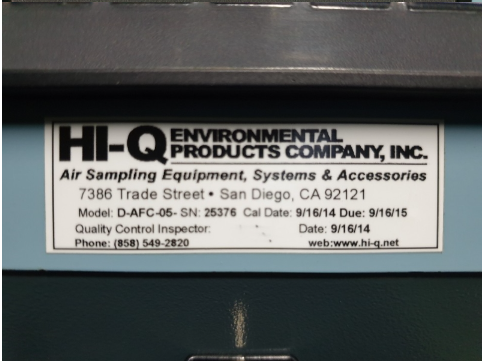 HI-Q ENVIRONMENTAL
PRODUCTS COMPANY, INC.
Air Sampling Equipment, Systems & Accessories
7386 Trade Street • San Diego, CA 92121
Model: D-AFC-05- SN: 25376 Cal Date: 9/16/14 Due: 9/16/15
Quality Control Inspector: Date: 9/16/14
Phone: (858) 549-2820 web:www.hi-q.net